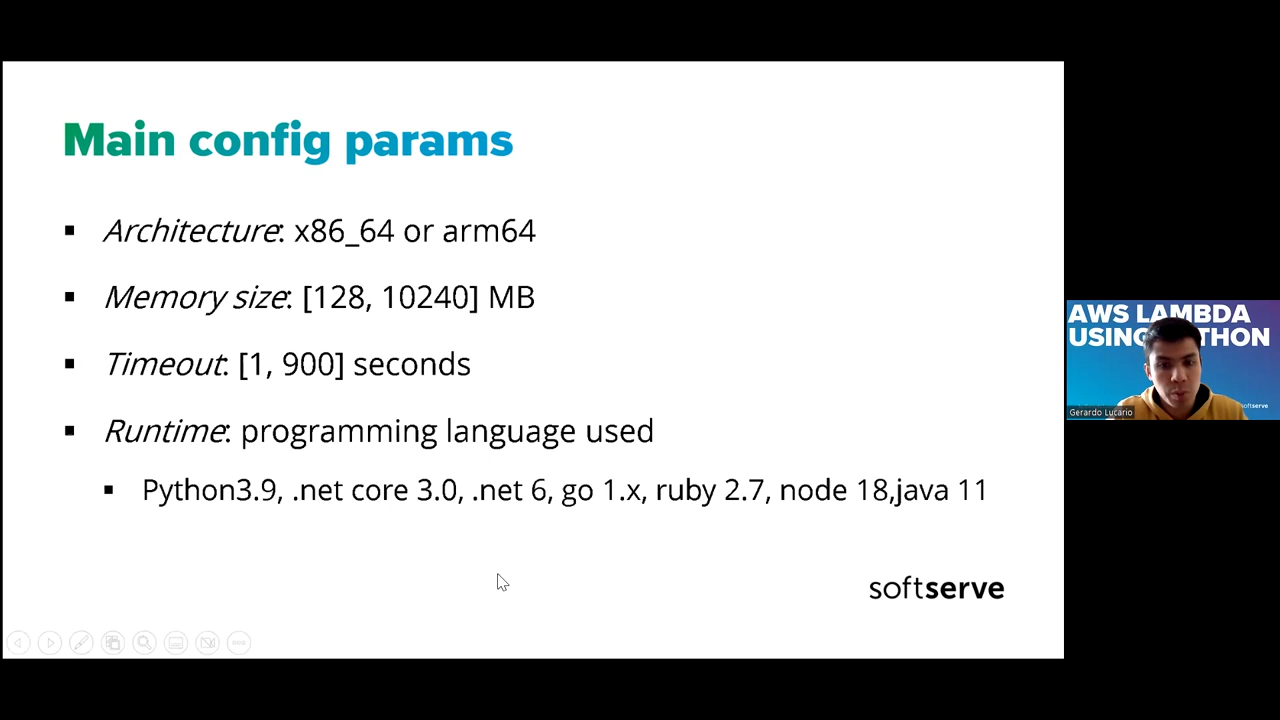 Main config params
▪ Architecture: x86_64 or arm64
▪ Memory size: [128, 10240] MB
▪ Timeout: [1, 900] seconds
▪ Runtime: programming language used
▪ Python3.9, .net core 3.0, .net 6, go 1.x, ruby 2.7, node 18,java 11
softserve
AWS LAMBDA
USING THON
softserve
Gerardo Lucario